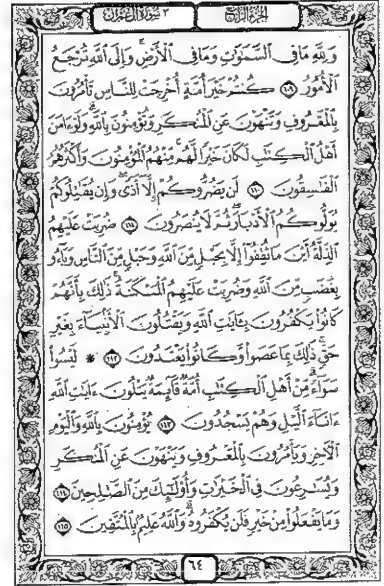 الجزء الرابع ٣ سورة آل عمران
وَلِلَّهِ مَا فِي ٱلسَّمَٰوَٰتِ وَمَا فِي ٱلْأَرْضِ وَإِلَى ٱللَّهِ تُرْجَعُ
ٱلْأُمُورُ ١٠٩ كُنتُمْ خَيْرَ أُمَّةٍ أُخْرِجَتْ لِلنَّاسِ تَأْمُرُونَ
بِٱلْمَعْرُوفِ وَتَنْهَوْنَ عَنِ ٱلْمُنكَرِ وَتُؤْمِنُونَ بِٱللَّهِ وَلَوْ ءَامَنَ
أَهْلُ ٱلْكِتَٰبِ لَكَانَ خَيْرًا لَّهُم مِّنْهُمُ ٱلْمُؤْمِنُونَ وَأَكْثَرُهُمُ
ٱلْفَٰسِقُونَ ١١٠ لَن يَضُرُّوكُمْ إِلَّآ أَذًى وَإِن يُقَٰتِلُوكُمْ
يُوَلُّوكُمُ ٱلْأَدْبَارَ ثُمَّ لَا يُنصَرُونَ ١١١ ضُرِبَتْ عَلَيْهِمُ
ٱلذِّلَّةُ أَيْنَ مَا ثُقِفُوٓا۟ إِلَّا بِحَبْلٍ مِّنَ ٱللَّهِ وَحَبْلٍ مِّنَ ٱلنَّاسِ وَبَآءُو
بِغَضَبٍ مِّنَ ٱللَّهِ وَضُرِبَتْ عَلَيْهِمُ ٱلْمَسْكَنَةُ ذَٰلِكَ بِأَنَّهُمْ
كَانُوا۟ يَكْفُرُونَ بِـَٔايَٰتِ ٱللَّهِ وَيَقْتُلُونَ ٱلْأَنۢبِيَآءَ بِغَيْرِ
حَقٍّ ذَٰلِكَ بِمَا عَصَوا۟ وَّكَانُوا۟ يَعْتَدُونَ ١١٢ * لَيْسُوا۟
سَوَآءً مِّنْ أَهْلِ ٱلْكِتَٰبِ أُمَّةٌ قَآئِمَةٌ يَتْلُونَ ءَايَٰتِ ٱللَّهِ
ءَانَآءَ ٱلَّيْلِ وَهُمْ يَسْجُدُونَ ١١٣ يُؤْمِنُونَ بِٱللَّهِ وَٱلْيَوْمِ
ٱلْءَاخِرِ وَيَأْمُرُونَ بِٱلْمَعْرُوفِ وَيَنْهَوْنَ عَنِ ٱلْمُنكَرِ
وَيُسَٰرِعُونَ فِي ٱلْخَيْرَٰتِ وَأُو۟لَٰٓئِكَ مِنَ ٱلصَّٰلِحِينَ ١١٤
وَمَا يَفْعَلُوا۟ مِنْ خَيْرٍ فَلَن يُكْفَرُوهُ وَٱللَّهُ عَلِيمٌۢ بِٱلْمُتَّقِينَ ١١٥
٦٤